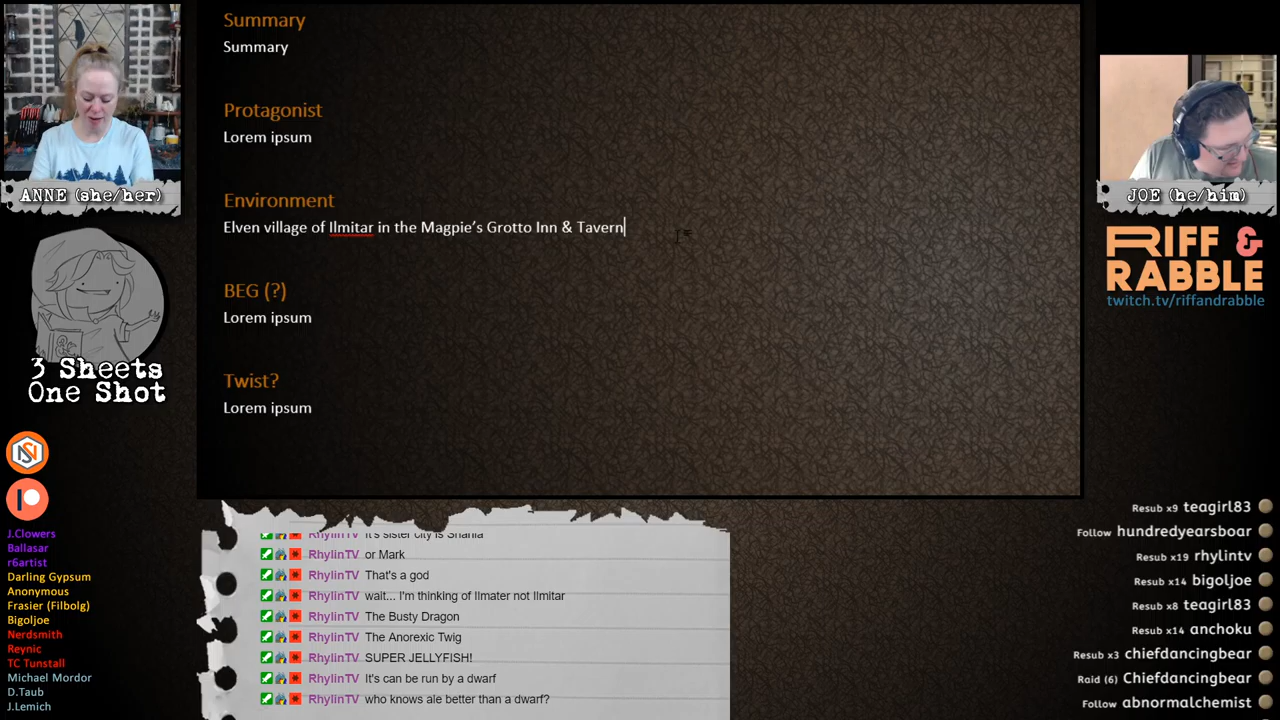 Summary
Summary
Protagonist
Lorem ipsum
Environment
Elven village of Ilmitar in the Magpie's Grotto Inn & Tavern
BEG (?)
Lorem ipsum
Twist?
Lorem ipsum
ANNE (she/her)
3 Sheets
One Shot
J.Clowers
Ballasar
r6artist
Darling Gypsum
Anonymous
Frasier (Filbolg)
Bigoljoe
Nerdsmith
Reynic
TC Tunstall
Michael Mordor
D.Taub
J.Lemich
RhylinTV It's sister city is Shania
RhylinTV or Mark
RhylinTV That's a god
RhylinTV wait... I'm thinking of Ilmater not Ilmitar
RhylinTV The Busty Dragon
RhylinTV The Anorexic Twig
RhylinTV SUPER JELLYFISH!
RhylinTV It's can be run by a dwarf
RhylinTV who knows ale better than a dwarf?
JOE (he/him)
RIFF &
RABBLE
twitch.tv/riffandrabble
Resub x9 teagirl83
Follow hundredyearsboar
Resub x19 rhylintv
Resub x14 bigoljoe
Resub x8 teagirl83
Resub x14 anchoku
Resub x3 chiefdancingbear
Raid (6) Chiefdancingbear
Follow abnormalchemist